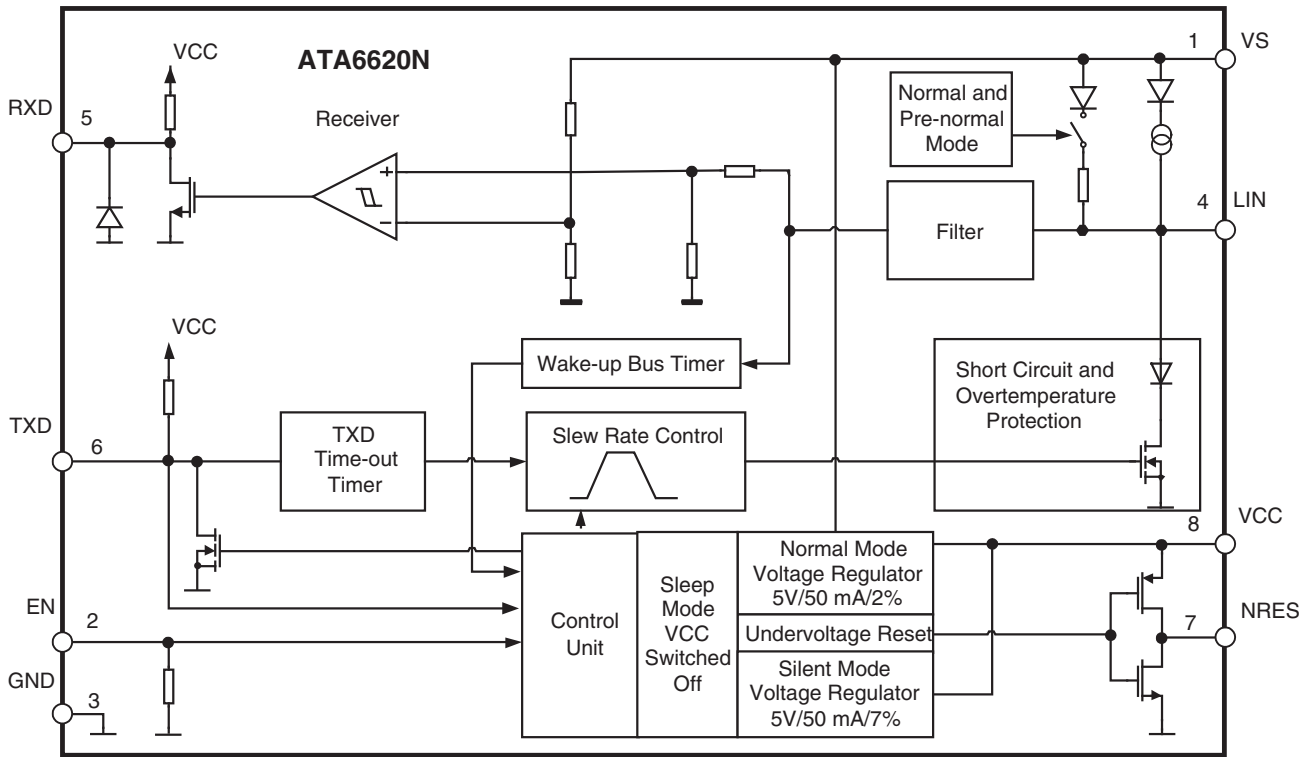 ATA6620N
VCC
RXD
5
Receiver
+
−
Normal and
Pre-normal
Mode
1
VS
Filter
4
LIN
VCC
Wake-up Bus Timer
Short Circuit and
Overtemperature
Protection
TXD
6
TXD
Time-out
Timer
Slew Rate Control
EN
2
GND
3
Control
Unit
Sleep
Mode
VCC
Switched
Off
Normal Mode
Voltage Regulator
5V/50 mA/2%
Undervoltage Reset
Silent Mode
Voltage Regulator
5V/50 mA/7%
8
VCC
7
NRES